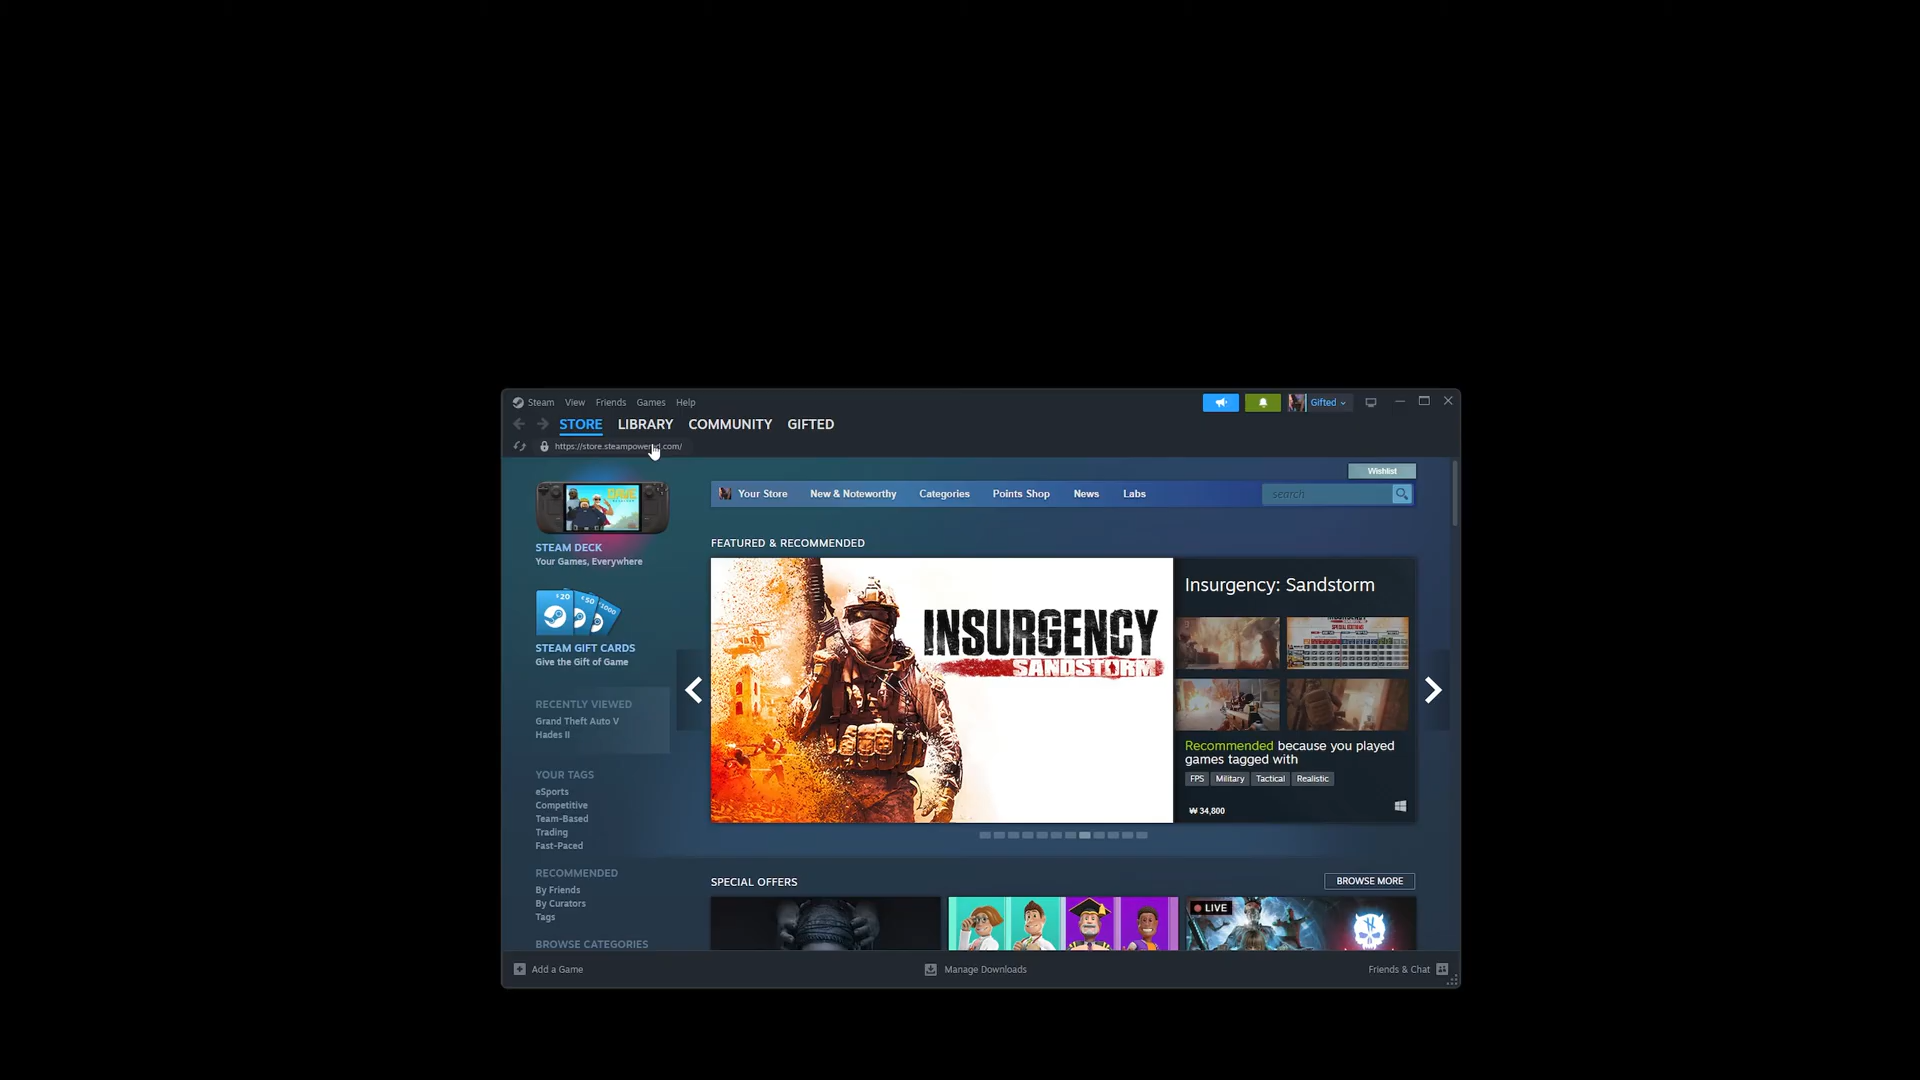 Steam View Friends Games Help
Gifted
STORE LIBRARY COMMUNITY GIFTED
https://store.steampowered.com/
Wishlist
Your Store New & Noteworthy Categories Points Shop News Labs search
STEAM DECK
Your Games, Everywhere
STEAM GIFT CARDS
Give the Gift of Game
RECENTLY VIEWED
Grand Theft Auto V
Hades II
YOUR TAGS
eSports
Competitive
Team-Based
Trading
Fast-Paced
RECOMMENDED
By Friends
By Curators
Tags
BROWSE CATEGORIES
FEATURED & RECOMMENDED
INSURGENCY
SANDSTORM
Insurgency: Sandstorm
Recommended because you played
games tagged with
FPS Military Tactical Realistic
₩ 34,800
SPECIAL OFFERS
BROWSE MORE
LIVE
Add a Game
Manage Downloads
Friends & Chat